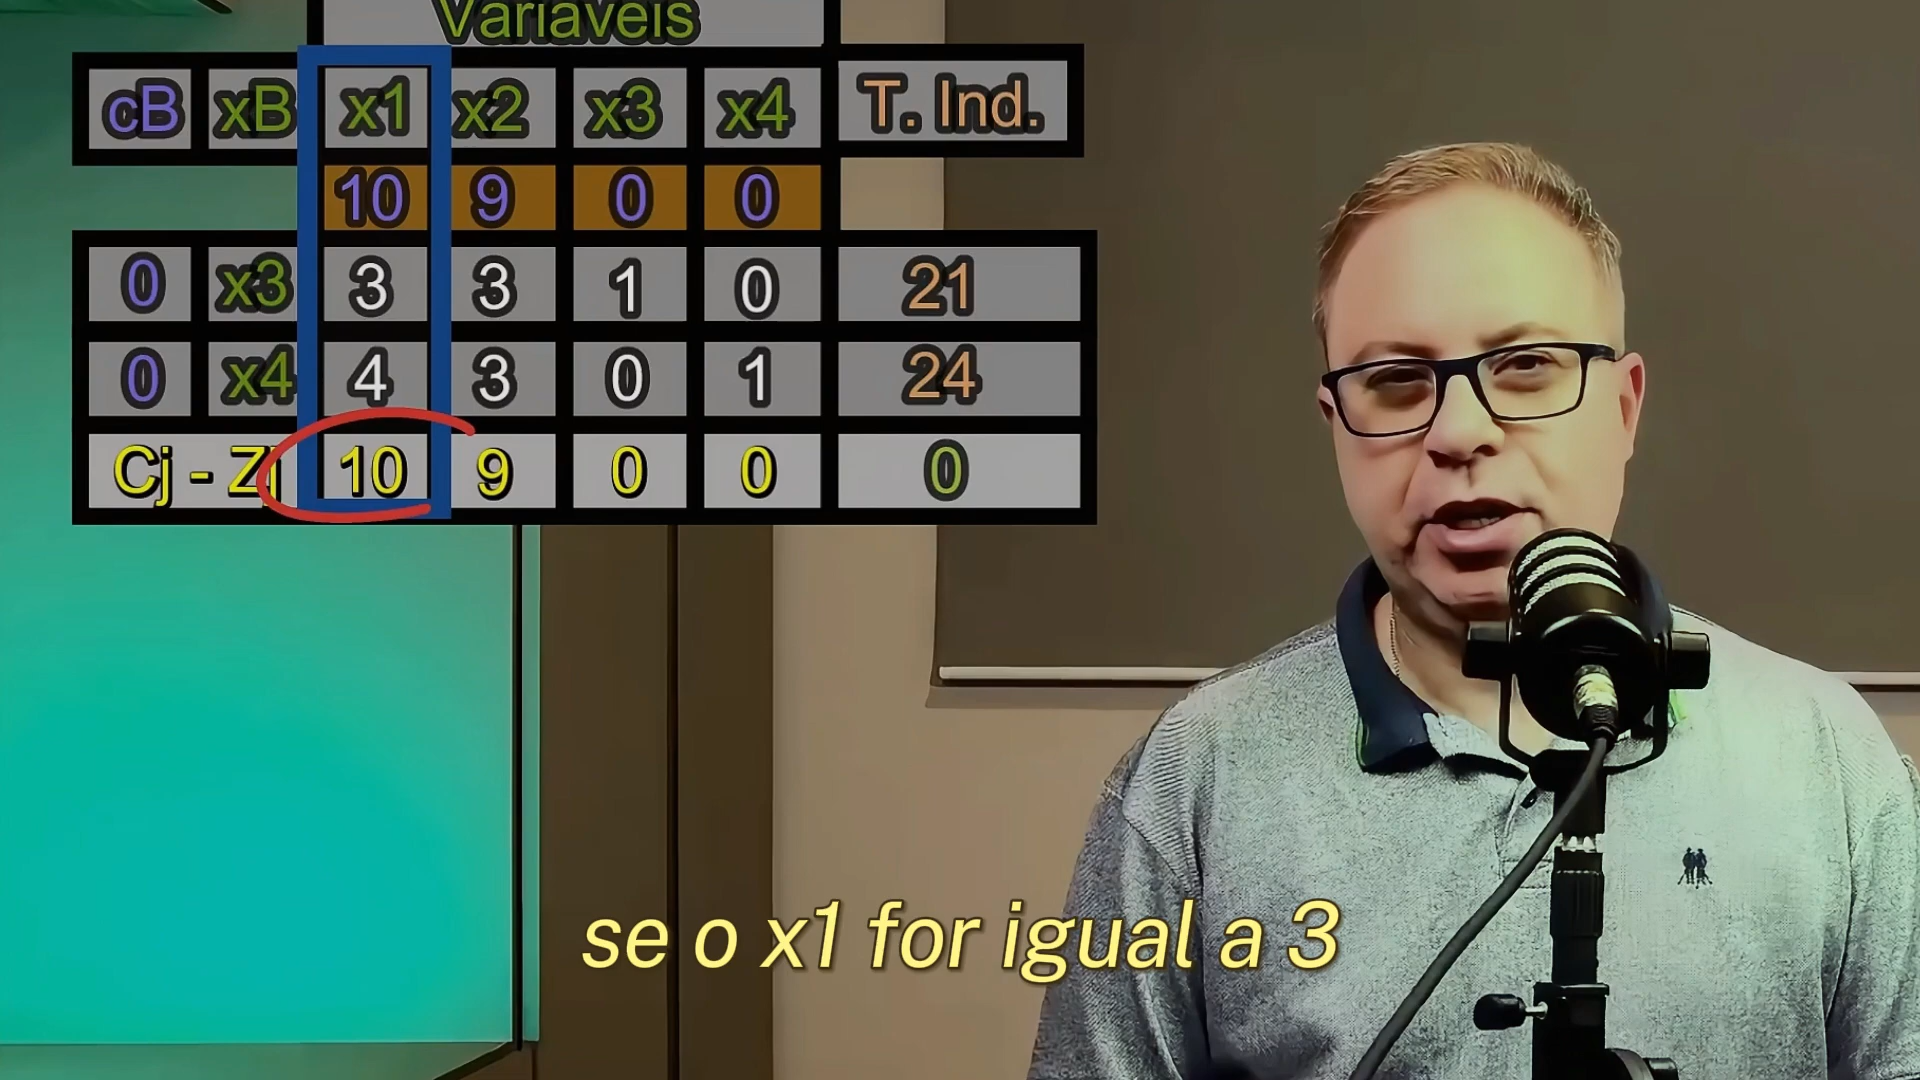 Variáveis
cB xB x1 x2 x3 x4 T. Ind.
10 9 0 0
0 x3 3 3 1 0 21
0 x4 4 3 0 1 24
Cj - Zj 10 9 0 0 0
se o x1 for igual a 3